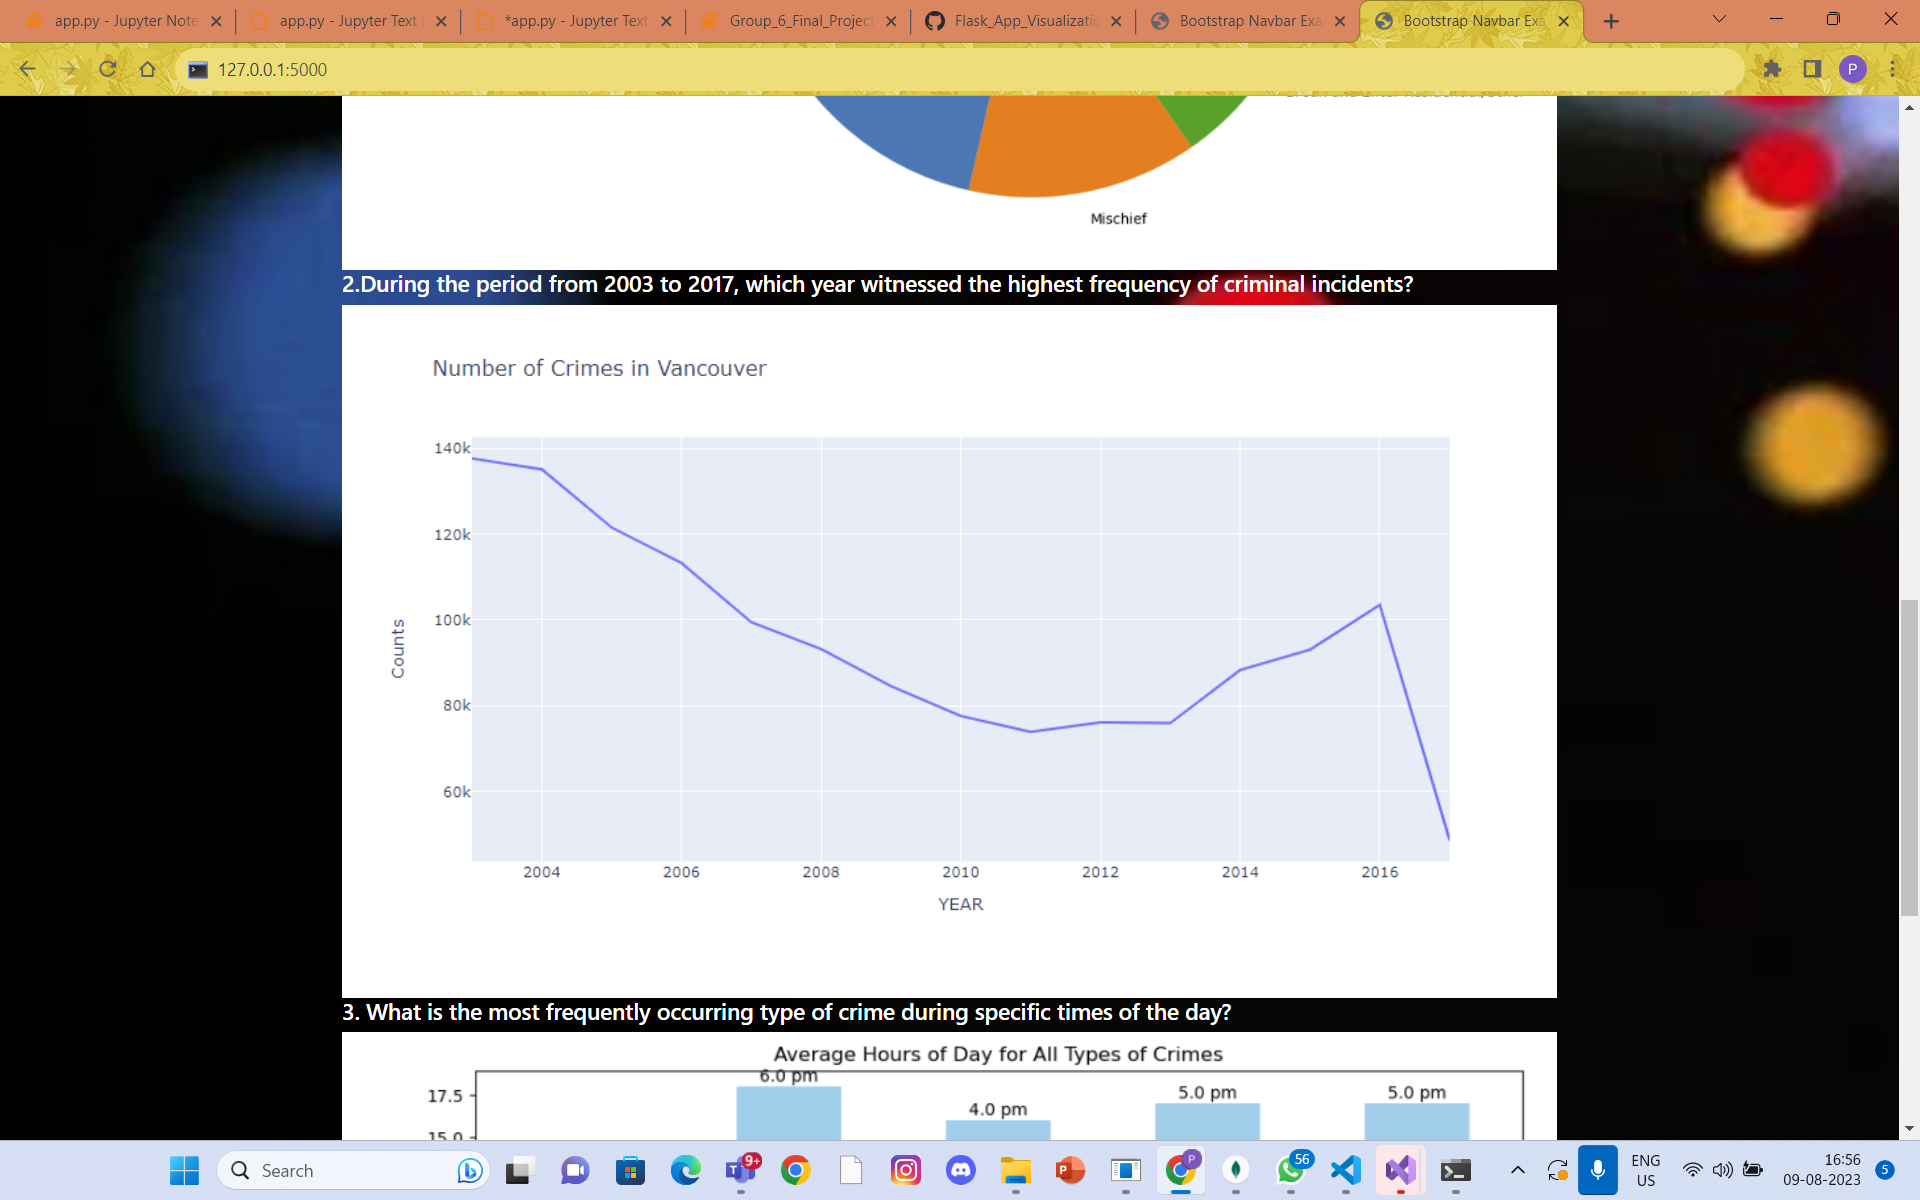 app.py - Jupyter Note
app.py - Jupyter Text
*app.py - Jupyter Text
Group_6_Final_Project
Flask_App_Visualizatio
Bootstrap Navbar Exa
Bootstrap Navbar Exa
127.0.0.1:5000
P
Mischief
2.During the period from 2003 to 2017, which year witnessed the highest frequency of criminal incidents?
Number of Crimes in Vancouver
140k
120k
100k
80k
60k
Counts
2004 2006 2008 2010 2012 2014 2016
YEAR
3. What is the most frequently occurring type of crime during specific times of the day?
Average Hours of Day for All Types of Crimes
6.0 pm
5.0 pm
5.0 pm
4.0 pm
17.5
15.0
Search
9+
P
56
ENG
US
16:56
09-08-2023
5